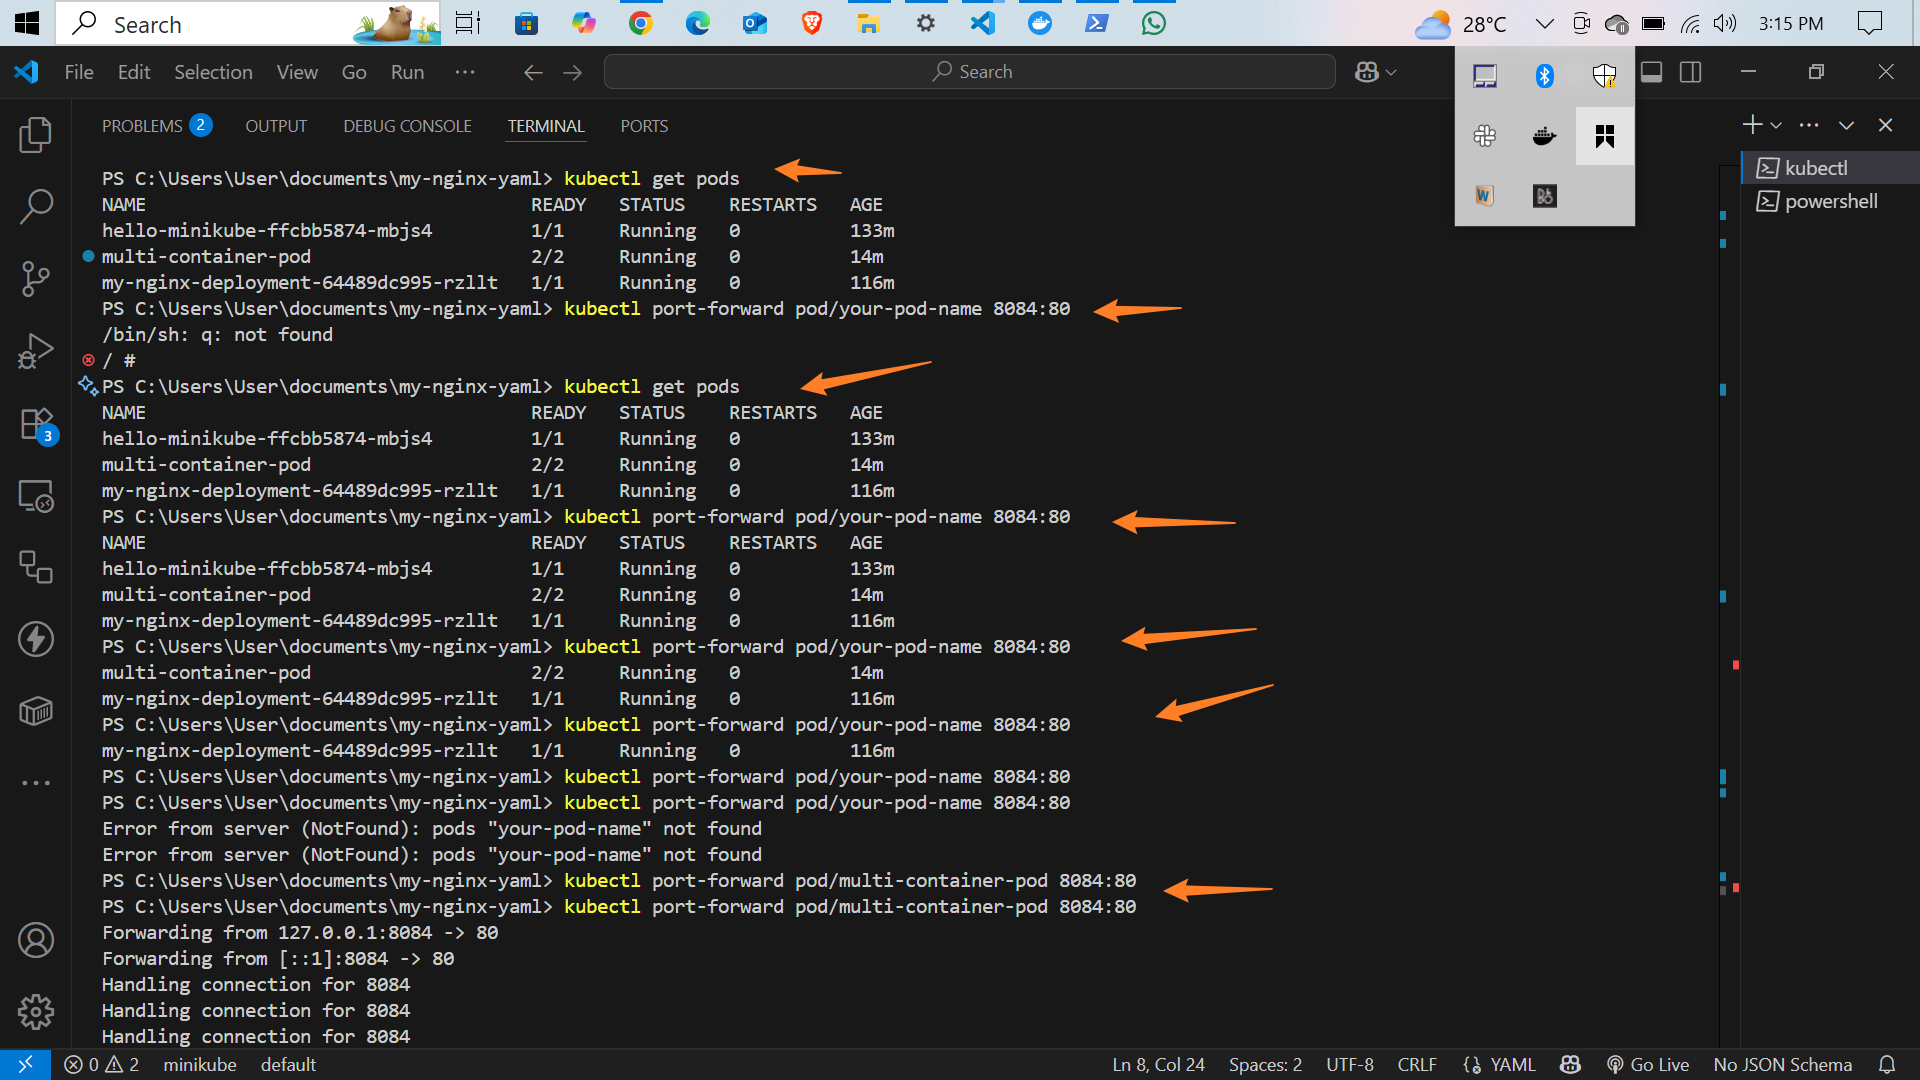 Search
28°C
3:15 PM
File Edit Selection View Go Run ···
Search
PROBLEMS 2 OUTPUT DEBUG CONSOLE TERMINAL PORTS
kubectl
powershell
PS C:\Users\User\documents\my-nginx-yaml> kubectl get pods
NAME READY STATUS RESTARTS AGE
hello-minikube-ffcbb5874-mbjs4 1/1 Running 0 133m
multi-container-pod 2/2 Running 0 14m
my-nginx-deployment-64489dc995-rzllt 1/1 Running 0 116m
PS C:\Users\User\documents\my-nginx-yaml> kubectl port-forward pod/your-pod-name 8084:80
/bin/sh: q: not found
/ #
PS C:\Users\User\documents\my-nginx-yaml> kubectl get pods
NAME READY STATUS RESTARTS AGE
hello-minikube-ffcbb5874-mbjs4 1/1 Running 0 133m
multi-container-pod 2/2 Running 0 14m
my-nginx-deployment-64489dc995-rzllt 1/1 Running 0 116m
PS C:\Users\User\documents\my-nginx-yaml> kubectl port-forward pod/your-pod-name 8084:80
NAME READY STATUS RESTARTS AGE
hello-minikube-ffcbb5874-mbjs4 1/1 Running 0 133m
multi-container-pod 2/2 Running 0 14m
my-nginx-deployment-64489dc995-rzllt 1/1 Running 0 116m
PS C:\Users\User\documents\my-nginx-yaml> kubectl port-forward pod/your-pod-name 8084:80
multi-container-pod 2/2 Running 0 14m
my-nginx-deployment-64489dc995-rzllt 1/1 Running 0 116m
PS C:\Users\User\documents\my-nginx-yaml> kubectl port-forward pod/your-pod-name 8084:80
my-nginx-deployment-64489dc995-rzllt 1/1 Running 0 116m
PS C:\Users\User\documents\my-nginx-yaml> kubectl port-forward pod/your-pod-name 8084:80
PS C:\Users\User\documents\my-nginx-yaml> kubectl port-forward pod/your-pod-name 8084:80
Error from server (NotFound): pods "your-pod-name" not found
Error from server (NotFound): pods "your-pod-name" not found
PS C:\Users\User\documents\my-nginx-yaml> kubectl port-forward pod/multi-container-pod 8084:80
PS C:\Users\User\documents\my-nginx-yaml> kubectl port-forward pod/multi-container-pod 8084:80
Forwarding from 127.0.0.1:8084 -> 80
Forwarding from [::1]:8084 -> 80
Handling connection for 8084
Handling connection for 8084
Handling connection for 8084
3
0 2 minikube default
Ln 8, Col 24 Spaces: 2 UTF-8 CRLF YAML Go Live No JSON Schema